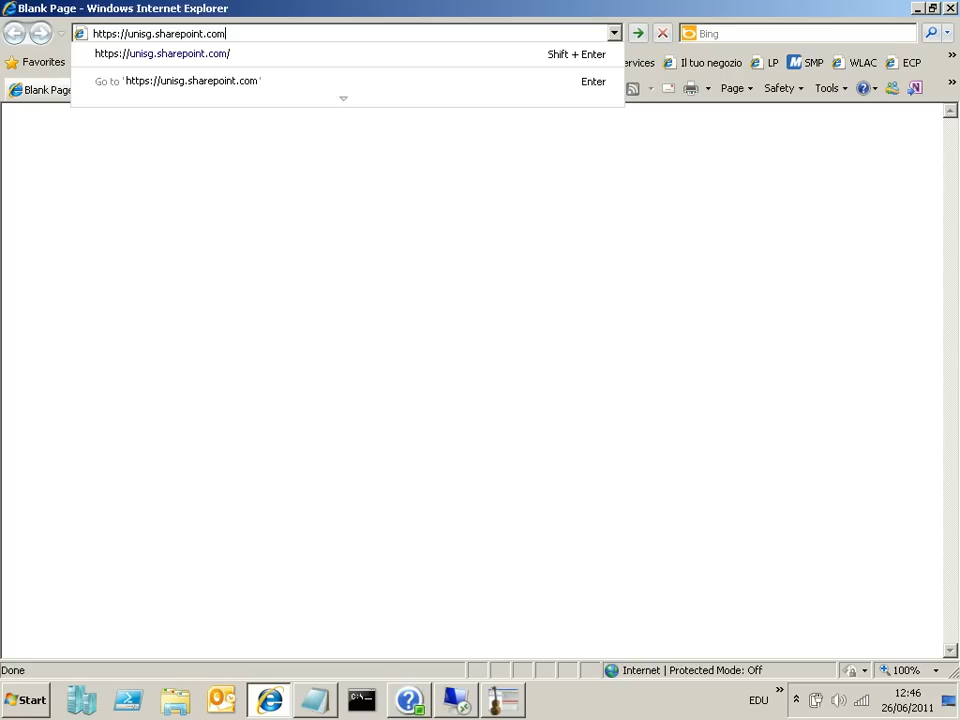 Blank Page - Windows Internet Explorer
https://unisg.sharepoint.com
Bing
https://unisg.sharepoint.com/ Shift + Enter
Go to 'https://unisg.sharepoint.com' Enter
Favorites ervices Il tuo negozio LP SMP WLAC ECP
Blank Page Page Safety Tools
Done Internet | Protected Mode: Off 100%
Start EDU 12:46
26/06/2011